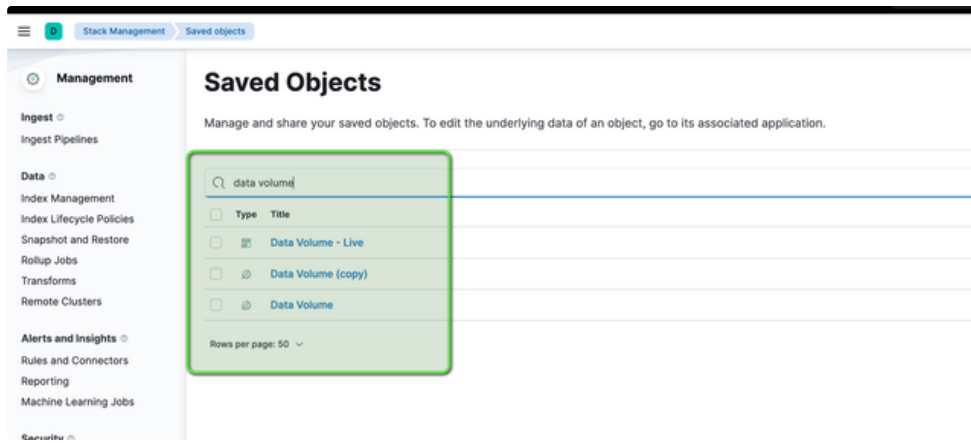 D Stack Management Saved objects
Management
Ingest
Ingest Pipelines
Data
Index Management
Index Lifecycle Policies
Snapshot and Restore
Rollup Jobs
Transforms
Remote Clusters
Alerts and Insights
Rules and Connectors
Reporting
Machine Learning Jobs
Security
Saved Objects
Manage and share your saved objects. To edit the underlying data of an object, go to its associated application.
data volume
Type Title
Data Volume - Live
Data Volume (copy)
Data Volume
Rows per page: 50